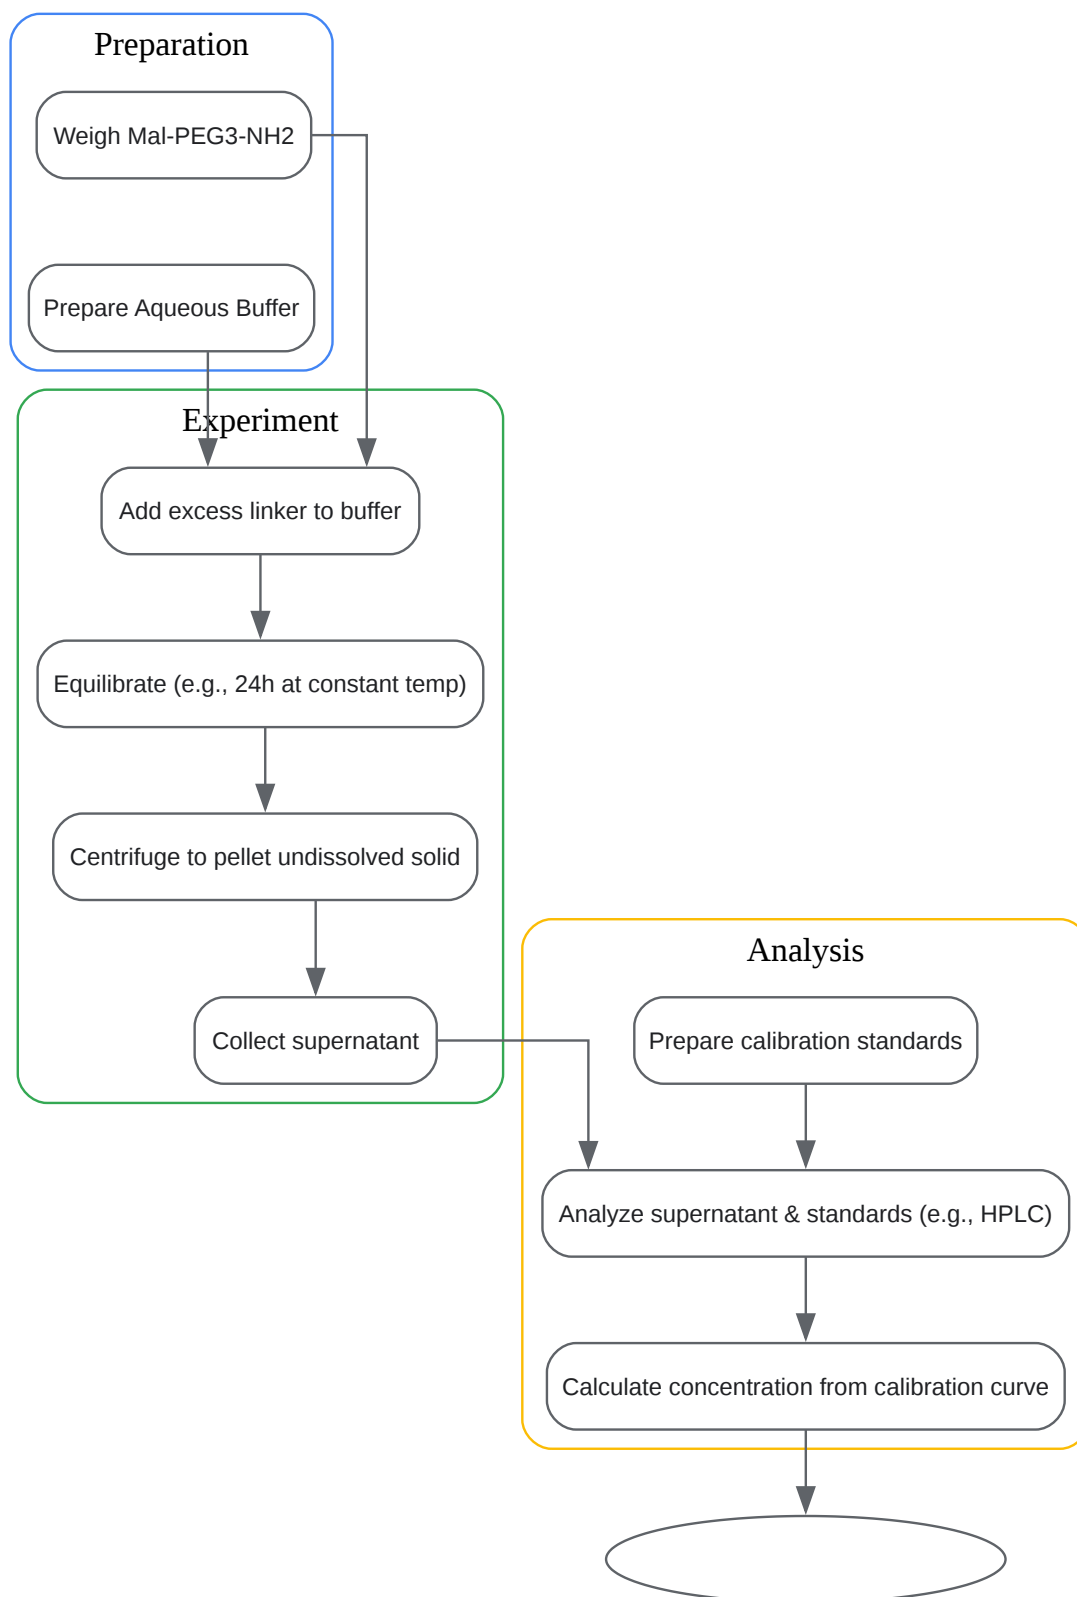 Preparation
Weigh Mal-PEG3-NH2
Prepare Aqueous Buffer
Experiment
Add excess linker to buffer
Equilibrate (e.g., 24h at constant temp)
Centrifuge to pellet undissolved solid
Collect supernatant
Analysis
Prepare calibration standards
Analyze supernatant & standards (e.g., HPLC)
Calculate concentration from calibration curve